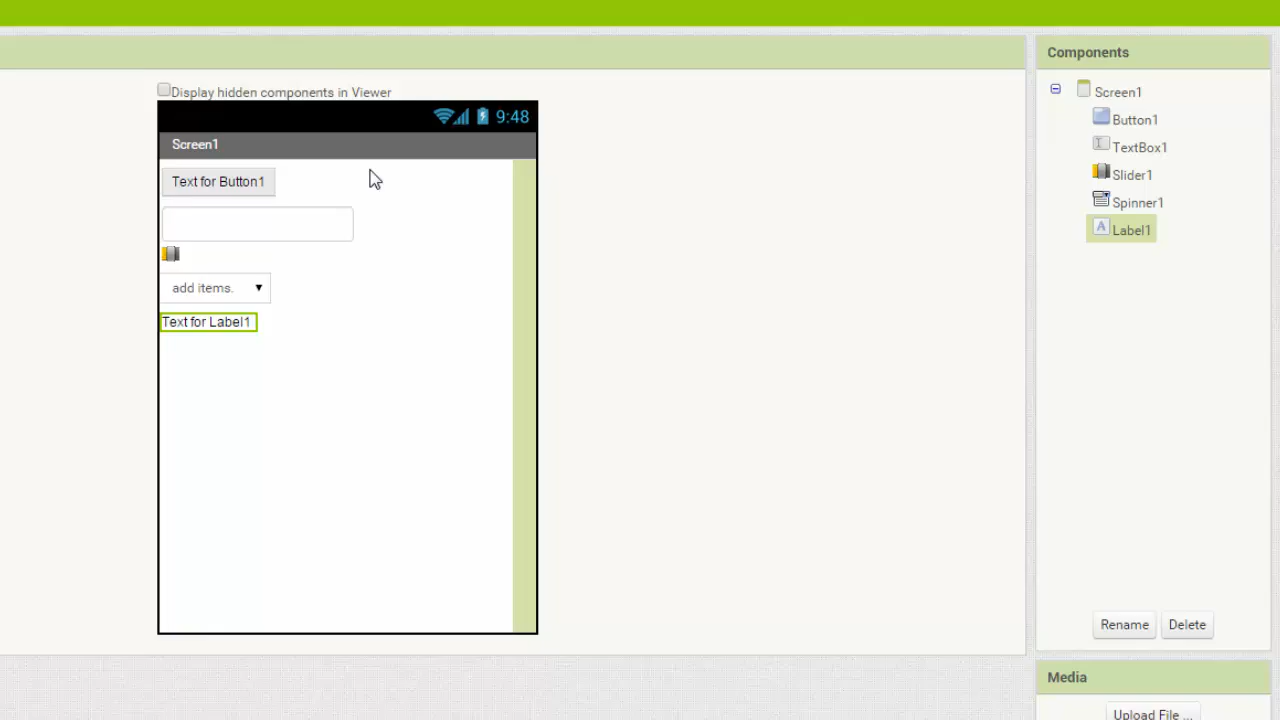 Components
Display hidden components in Viewer
Screen1
9:48
Button1
Screen1
TextBox1
Text for Button1
Slider1
Spinner1
Label1
add items.
Text for Label1
Rename Delete
Media
Upload File ...